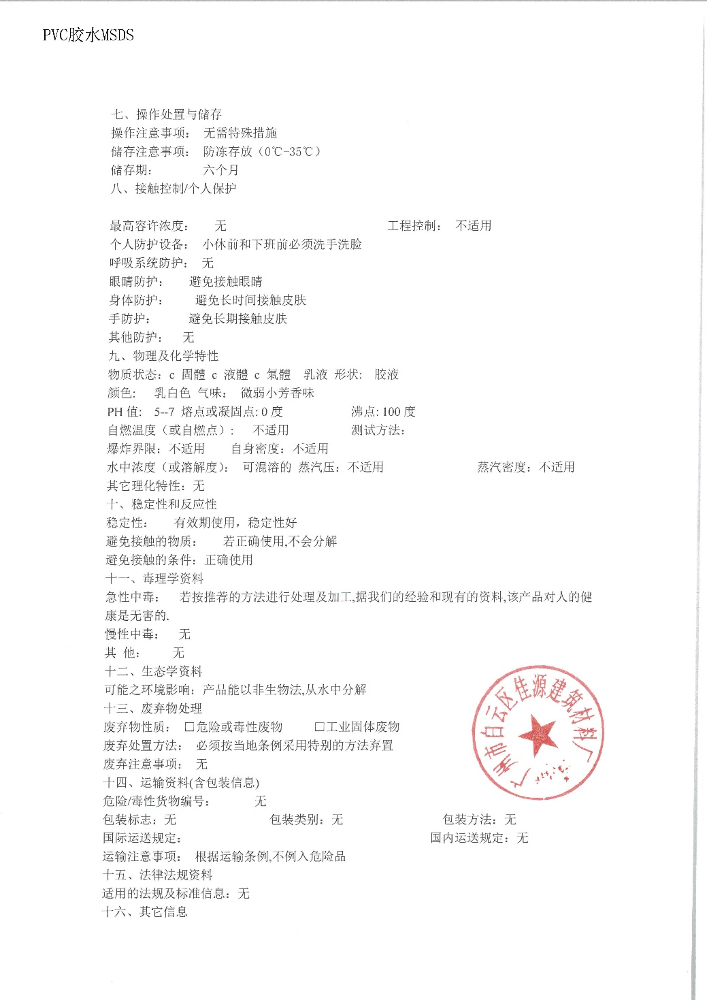 PVC胶水MSDS
七、操作处置与储存
操作注意事项： 无需特殊措施
储存注意事项： 防冻存放（0℃-35℃）
储存期： 六个月
八、接触控制/个人保护
最高容许浓度： 无 工程控制： 不适用
个人防护设备： 小休前和下班前必须洗手洗脸
呼吸系统防护： 无
眼睛防护： 避免接触眼睛
身体防护： 避免长时间接触皮肤
手防护： 避免长期接触皮肤
其他防护： 无
九、物理及化学特性
物质状态：c 固體 c 液體 c 氣體 乳液 形状： 胶液
颜色： 乳白色 气味： 微弱小芳香味
PH 值： 5--7 熔点或凝固点: 0 度 沸点: 100 度
自燃温度（或自燃点）： 不适用 测试方法：
爆炸界限：不适用 自身密度：不适用
水中浓度（或溶解度）： 可混溶的 蒸汽压：不适用 蒸汽密度：不适用
其它理化特性：无
十、稳定性和反应性
稳定性： 有效期使用，稳定性好
避免接触的物质： 若正确使用,不会分解
避免接触的条件：正确使用
十一、毒理学资料
急性中毒： 若按推荐的方法进行处理及加工,据我们的经验和现有的资料,该产品对人的健
康是无害的.
慢性中毒： 无
其 他： 无
十二、生态学资料
可能之环境影响：产品能以非生物法,从水中分解
十三、废弃物处理
废弃物性质： □危险或毒性废物 □工业固体废物
废弃处置方法： 必须按当地条例采用特别的方法弃置
废弃注意事项： 无
十四、运输资料(含包装信息)
危险/毒性货物编号： 无
包装标志：无 包装类别：无 包装方法：无
国际运送规定： 国内运送规定：无
运输注意事项： 根据运输条例,不例入危险品
十五、法律法规资料
适用的法规及标准信息：无
十六、其它信息
广州市白云区佳源建筑材料厂